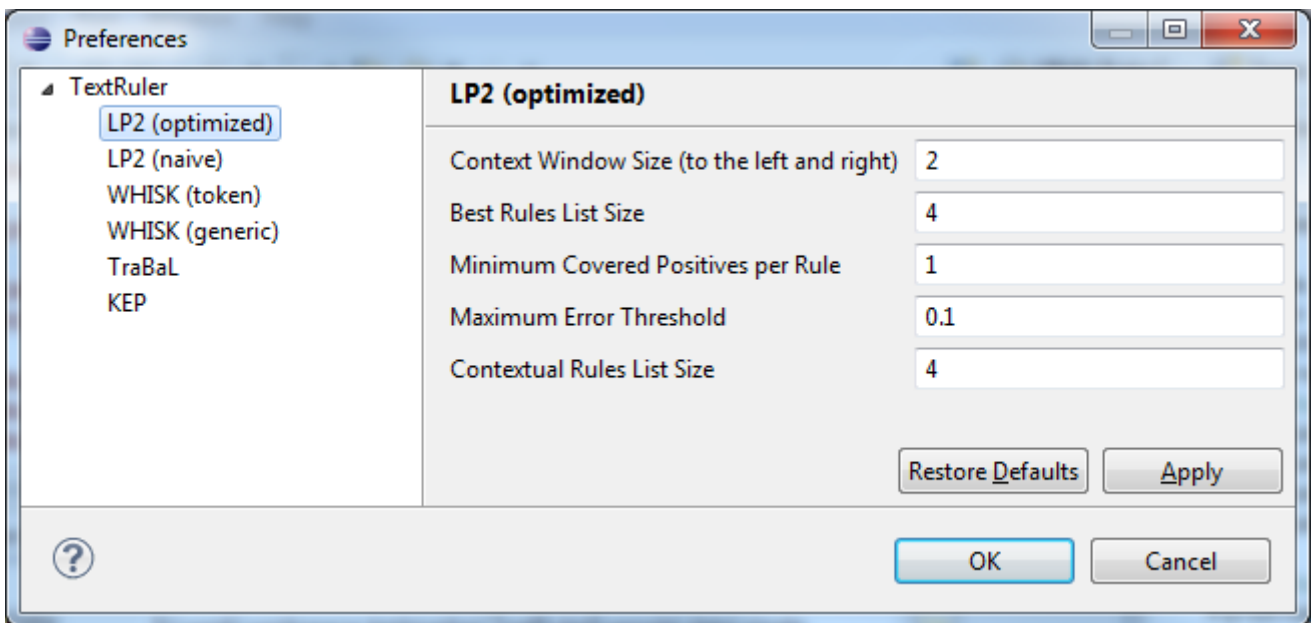 Preferences
TextRuler
LP2 (optimized)
LP2 (naive)
WHISK (token)
WHISK (generic)
TraBaL
KEP
LP2 (optimized)
Context Window Size (to the left and right) 2
Best Rules List Size 4
Minimum Covered Positives per Rule 1
Maximum Error Threshold 0.1
Contextual Rules List Size 4
Restore Defaults Apply
? OK Cancel